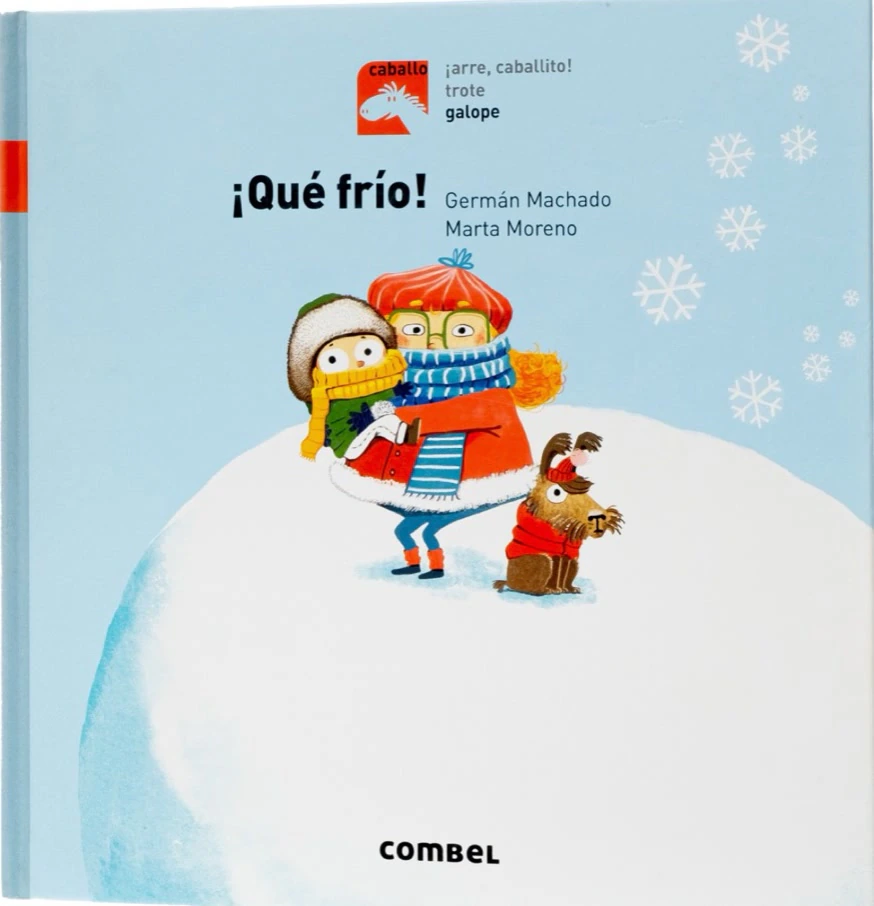 caballo
¡arre, caballito!
trote
galope
¡Qué frío!
Germán Machado
Marta Moreno
COMBEL